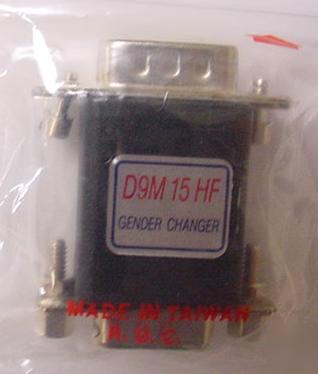 D9M 15 HF
GENDER CHANGER
MADE IN TAIWAN
R.O.C.